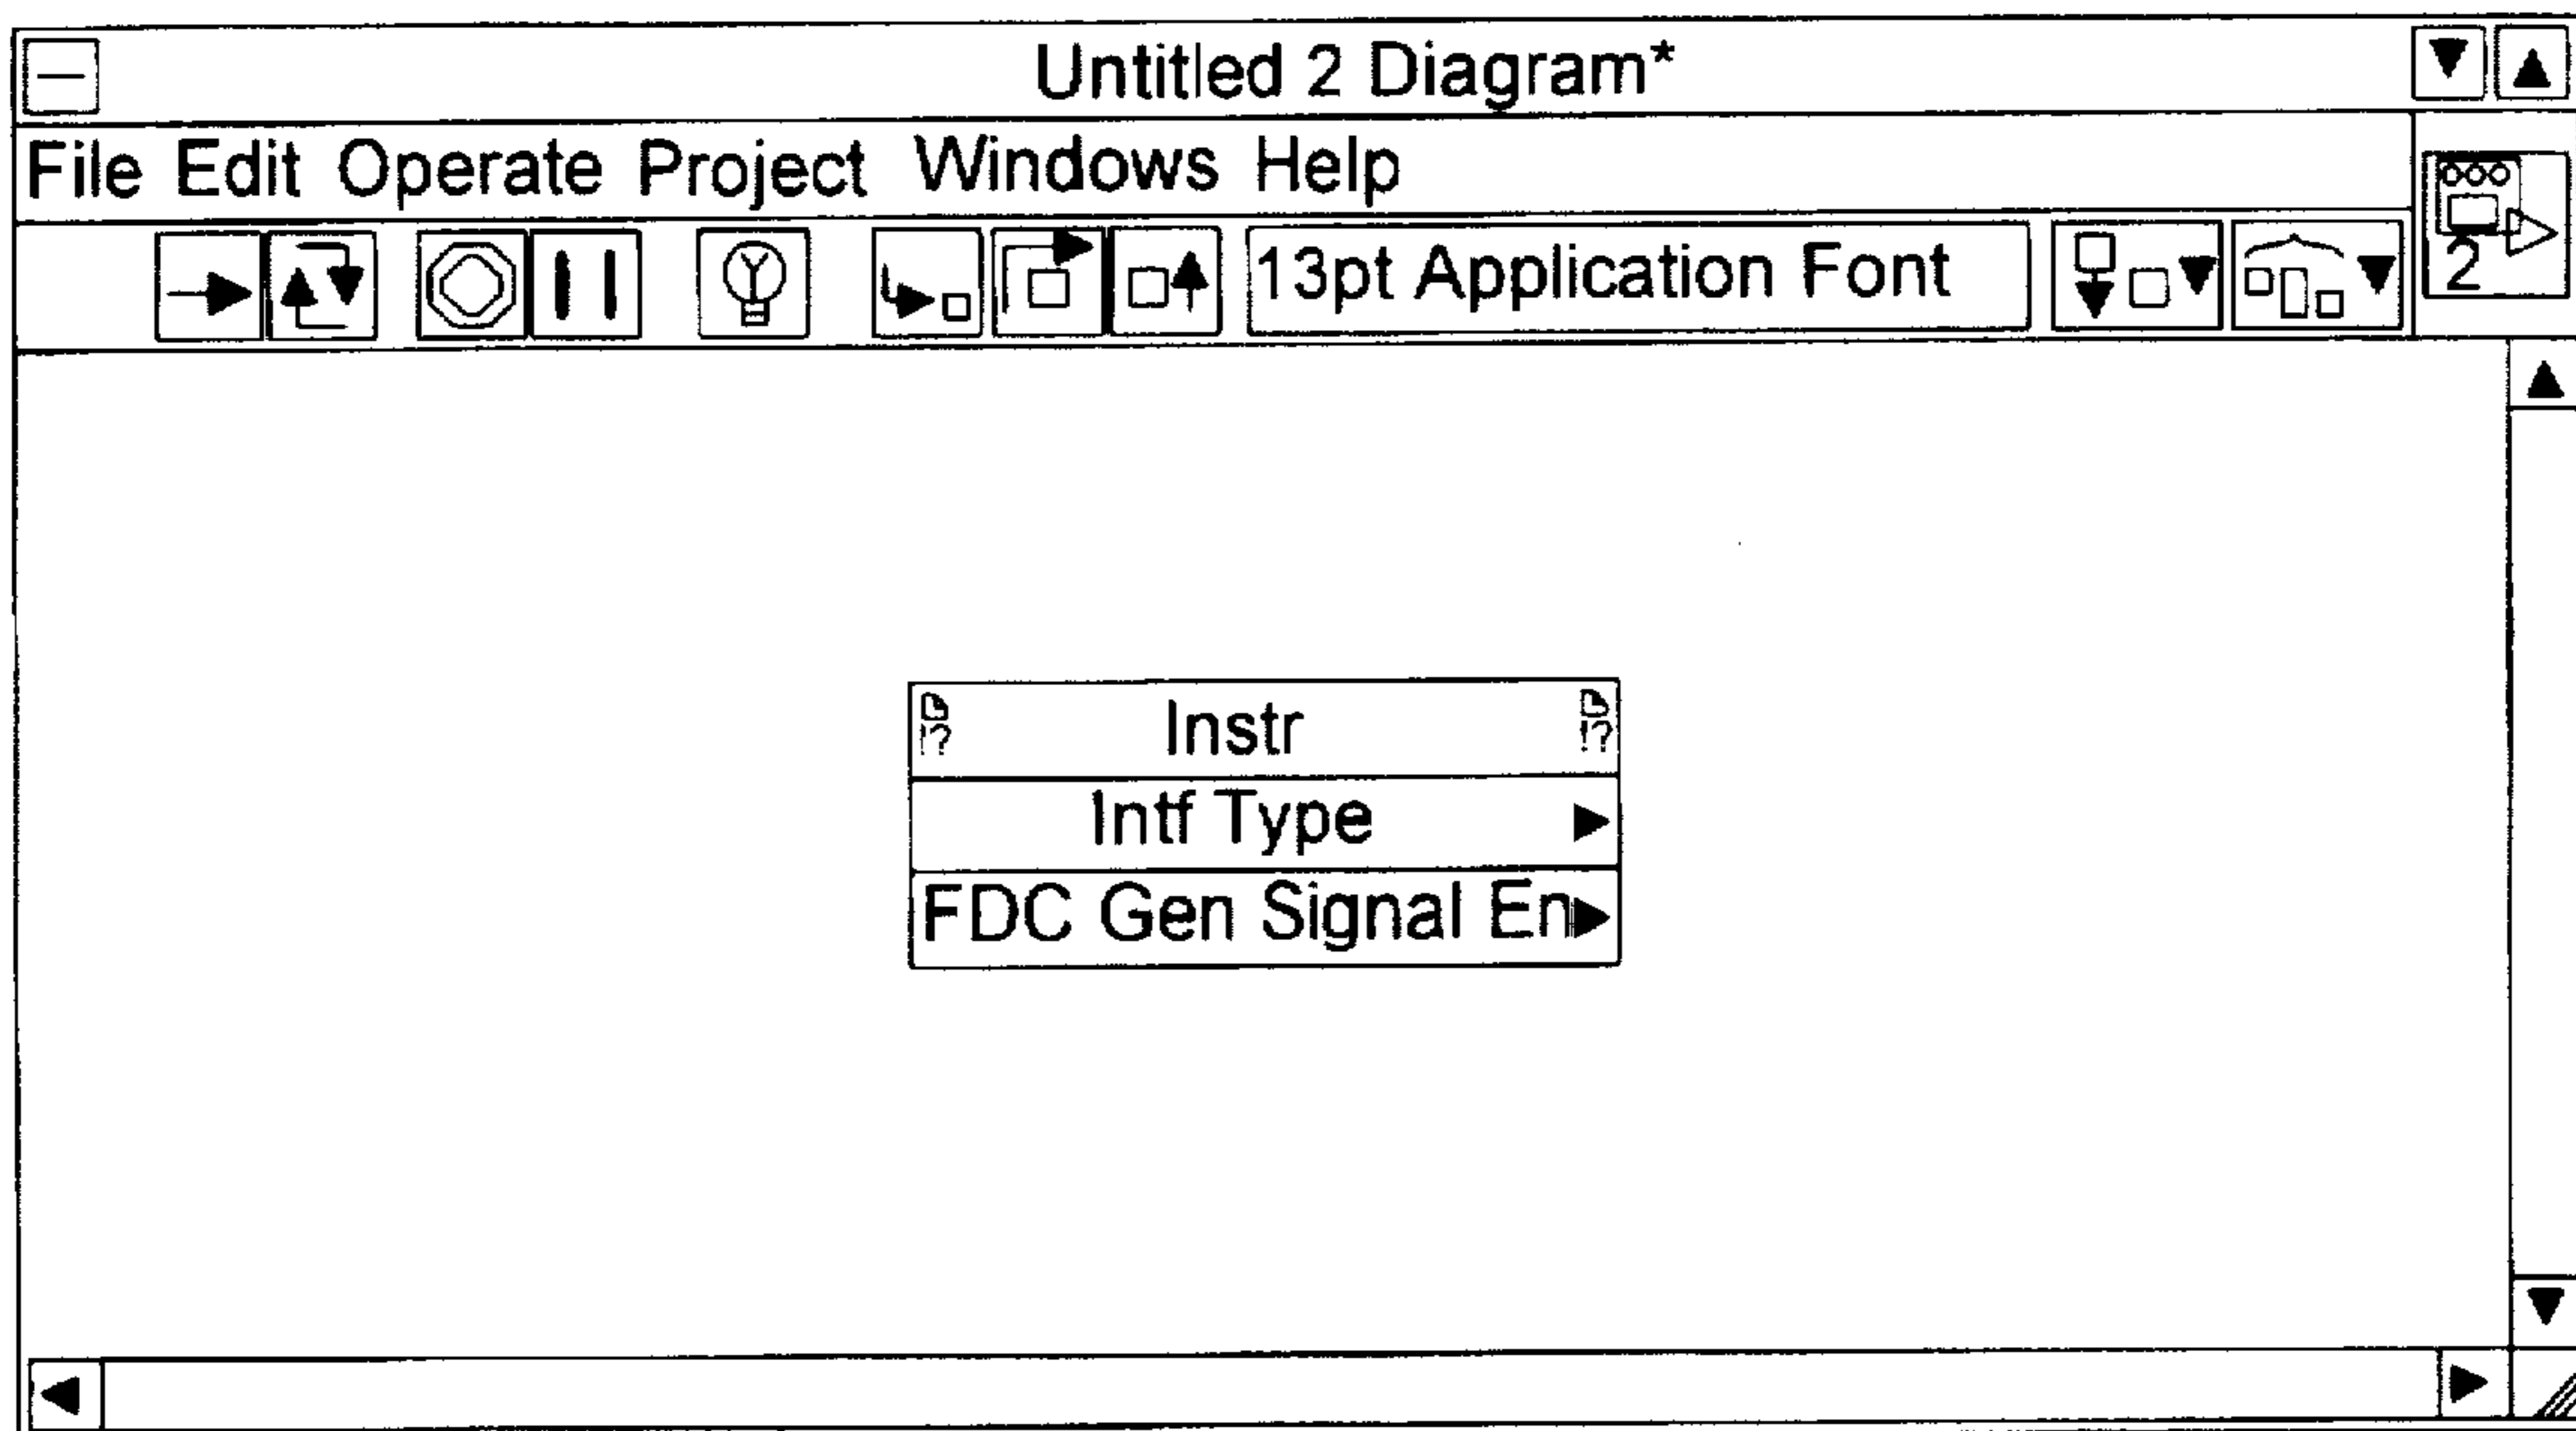 Untitled 2 Diagram*
File Edit Operate Project Windows Help
13pt Application Font
2
!? Instr !?
Intf Type
FDC Gen Signal En